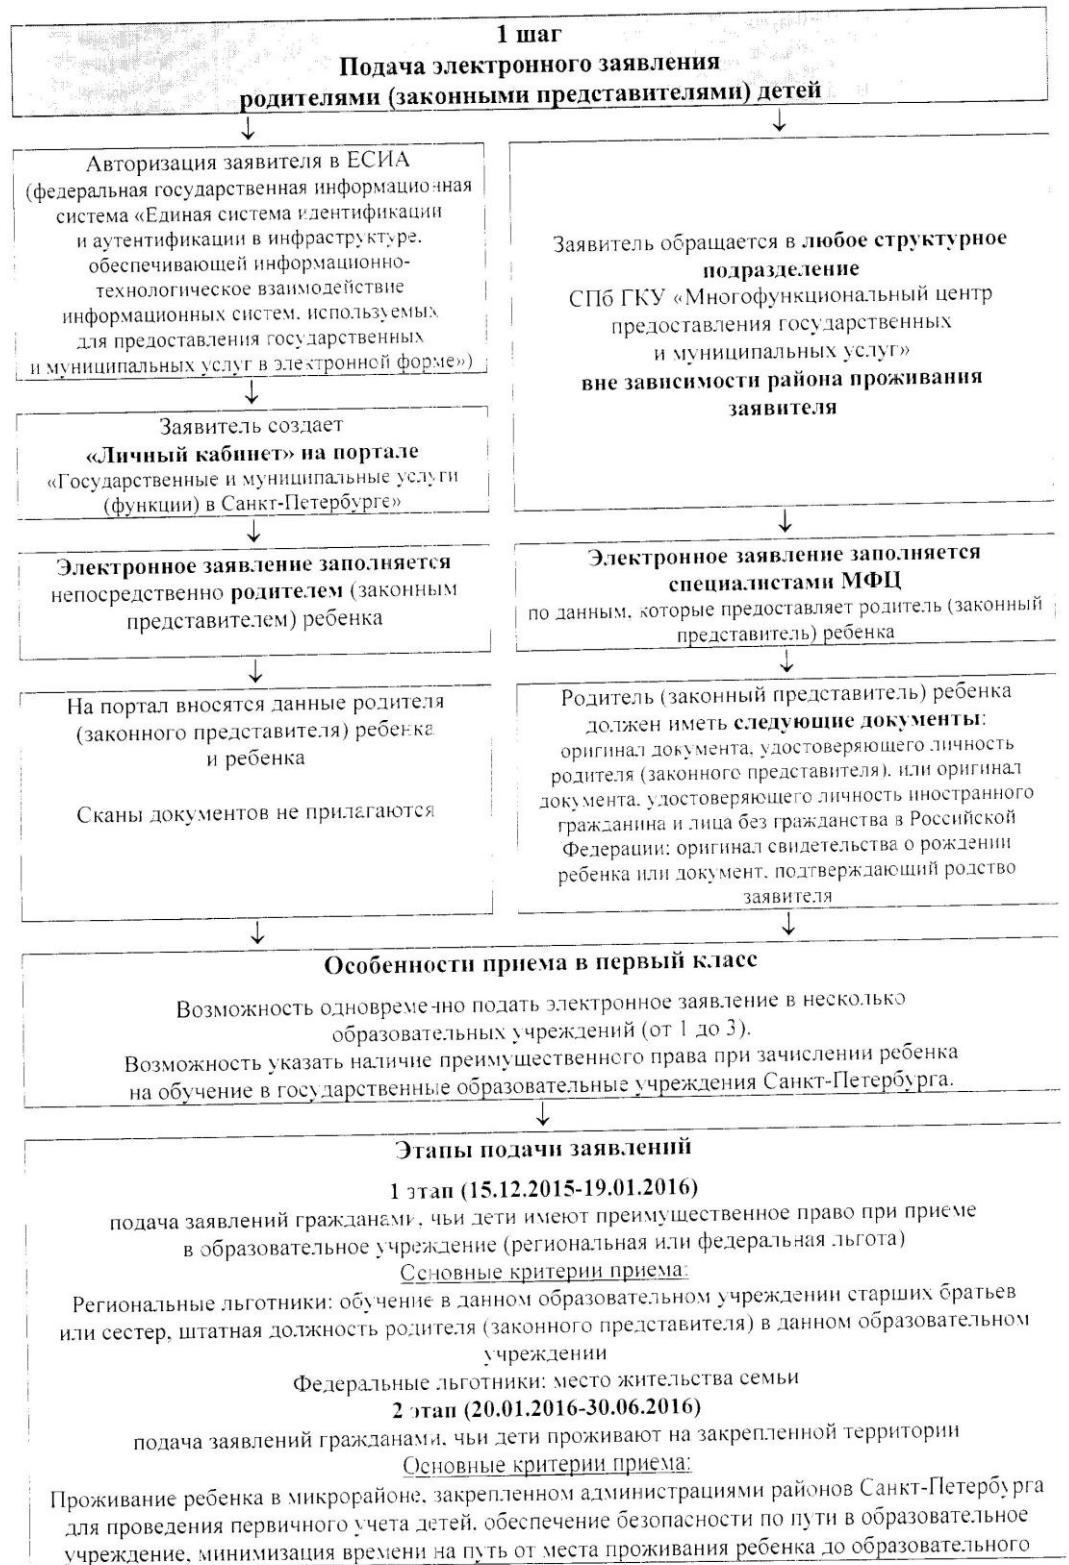 1 шаг
Подача электронного заявления
родителями (законными представителями) детей
Авторизация заявителя в ЕСИА
(федеральная государственная информационная
система «Единая система идентификации
и аутентификации в инфраструктуре,
обеспечивающей информационно-
технологическое взаимодействие
информационных систем, используемых
для предоставления государственных
и муниципальных услуг в электронной форме»)
Заявитель создает
«Личный кабинет» на портале
«Государственные и муниципальные услуги
(функции) в Санкт-Петербурге»
Электронное заявление заполняется
непосредственно родителем (законным
представителем) ребенка
На портал вносятся данные родителя
(законного представителя) ребенка
и ребенка
Сканы документов не прилагаются
Заявитель обращается в любое структурное
подразделение
СПб ГКУ «Многофункциональный центр
предоставления государственных
и муниципальных услуг»
вне зависимости района проживания
заявителя
Электронное заявление заполняется
специалистами МФЦ
по данным, которые предоставляет родитель (законный
представитель) ребенка
Родитель (законный представитель) ребенка
должен иметь следующие документы:
оригинал документа, удостоверяющего личность
родителя (законного представителя), или оригинал
документа, удостоверяющего личность иностранного
гражданина и лица без гражданства в Российской
Федерации; оригинал свидетельства о рождении
ребенка или документ, подтверждающий родство
заявителя
Особенности приема в первый класс
Возможность одновременно подать электронное заявление в несколько
образовательных учреждений (от 1 до 3).
Возможность указать наличие преимущественного права при зачислении ребенка
на обучение в государственные образовательные учреждения Санкт-Петербурга.
Этапы подачи заявлений
1 этап (15.12.2015-19.01.2016)
подача заявлений гражданами, чьи дети имеют преимущественное право при приеме
в образовательное учреждение (региональная или федеральная льгота)
Основные критерии приема:
Региональные льготники: обучение в данном образовательном учреждении старших братьев
или сестер, штатная должность родителя (законного представителя) в данном образовательном
учреждении
Федеральные льготники: место жительства семьи
2 этап (20.01.2016-30.06.2016)
подача заявлений гражданами, чьи дети проживают на закрепленной территории
Основные критерии приема:
Проживание ребенка в микрорайоне, закрепленном администрациями районов Санкт-Петербурга
для проведения первичного учета детей, обеспечение безопасности по пути в образовательное
учреждение, минимизация времени на путь от места проживания ребенка до образовательного